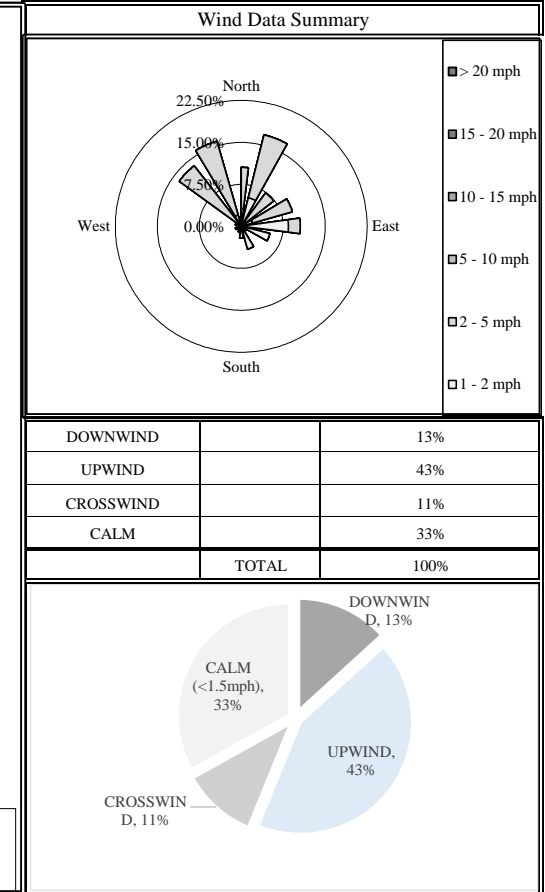 Wind Data Summary
North
22.50%
15.00%
7.50%
0.00%
West
East
South
> 20 mph
15 - 20 mph
10 - 15 mph
5 - 10 mph
2 - 5 mph
1 - 2 mph
DOWNWIND 13%
UPWIND 43%
CROSSWIND 11%
CALM 33%
TOTAL 100%
DOWNWIN
D, 13%
CALM
(<1.5mph),
33%
UPWIND,
43%
CROSSWIN
D, 11%